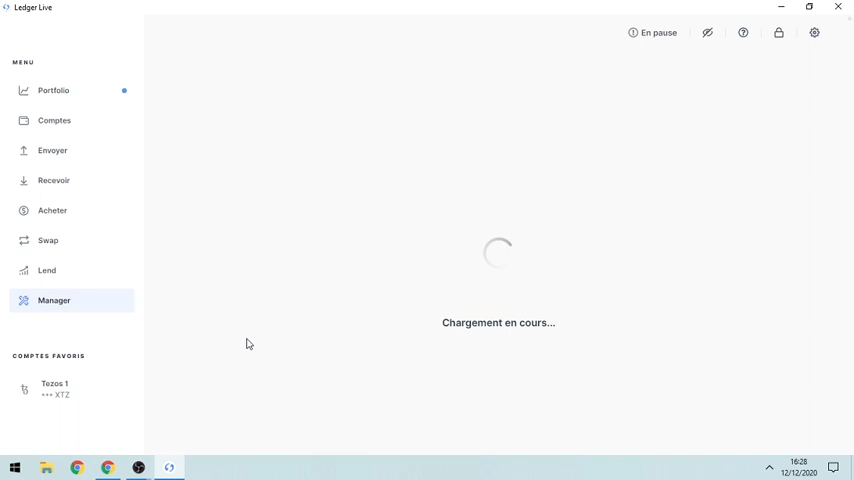 Ledger Live
En pause
MENU
Portfolio
Comptes
Envoyer
Recevoir
Acheter
Swap
Lend
Manager
Chargement en cours...
COMPTES FAVORIS
Tezos 1
••• XTZ
16:28
12/12/2020